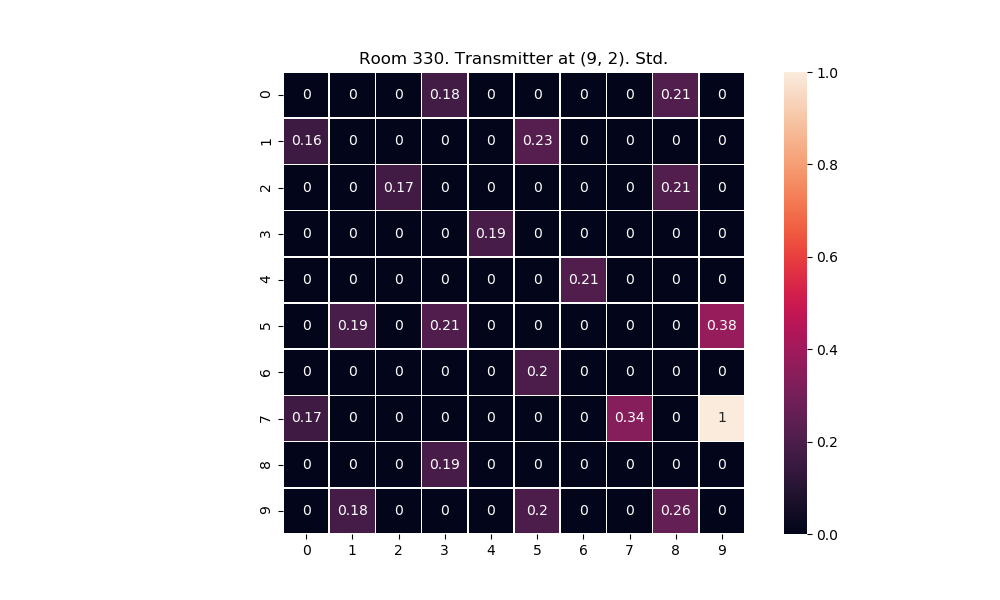 Room 330. Transmitter at (9, 2). Std.
0 0 0 0 0.18 0 0 0 0 0.21 0
1 0.16 0 0 0 0 0.23 0 0 0 0
2 0 0 0.17 0 0 0 0 0 0.21 0
3 0 0 0 0 0.19 0 0 0 0 0
4 0 0 0 0 0 0 0.21 0 0 0
5 0 0.19 0 0.21 0 0 0 0 0 0.38
6 0 0 0 0 0 0.2 0 0 0 0
7 0.17 0 0 0 0 0 0 0.34 0 1
8 0 0 0 0.19 0 0 0 0 0 0
9 0 0.18 0 0 0 0.2 0 0 0.26 0
0 1 2 3 4 5 6 7 8 9
1.0
0.8
0.6
0.4
0.2
0.0